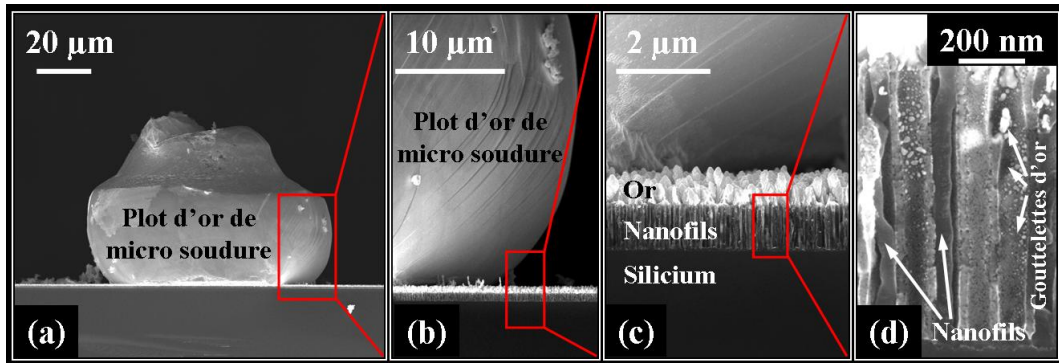 20 µm
Plot d'or de
micro soudure
(a)
10 µm
Plot d'or de
micro soudure
(b)
2 µm
Or
Nanofils
Silicium
(c)
200 nm
Gouttelettes d'or
Nanofils
(d)